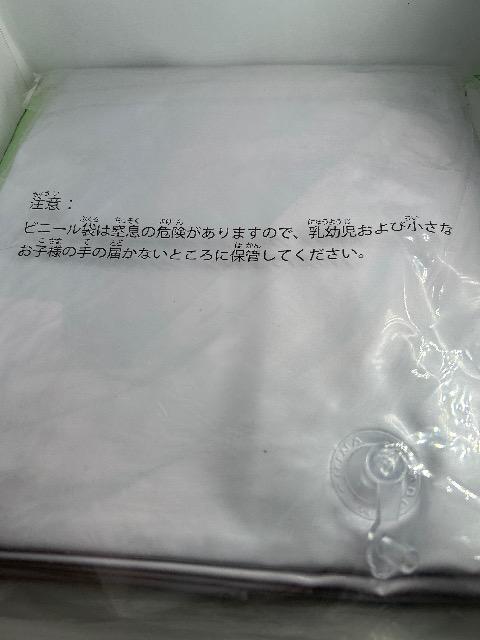 注意：
ビニール袋は窒息の危険がありますので、乳幼児および小さな
お子様の手の届かないところに保管してください。